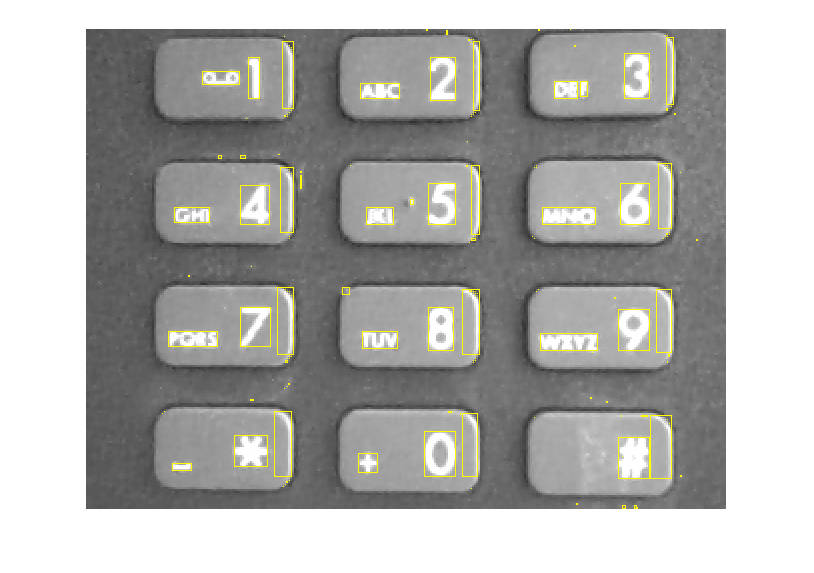 1
ABC 2
DEF 3
GHI 4
JKL 5
MNO 6
PQRS 7
TUV 8
WXYZ 9
- *
+ 0
#